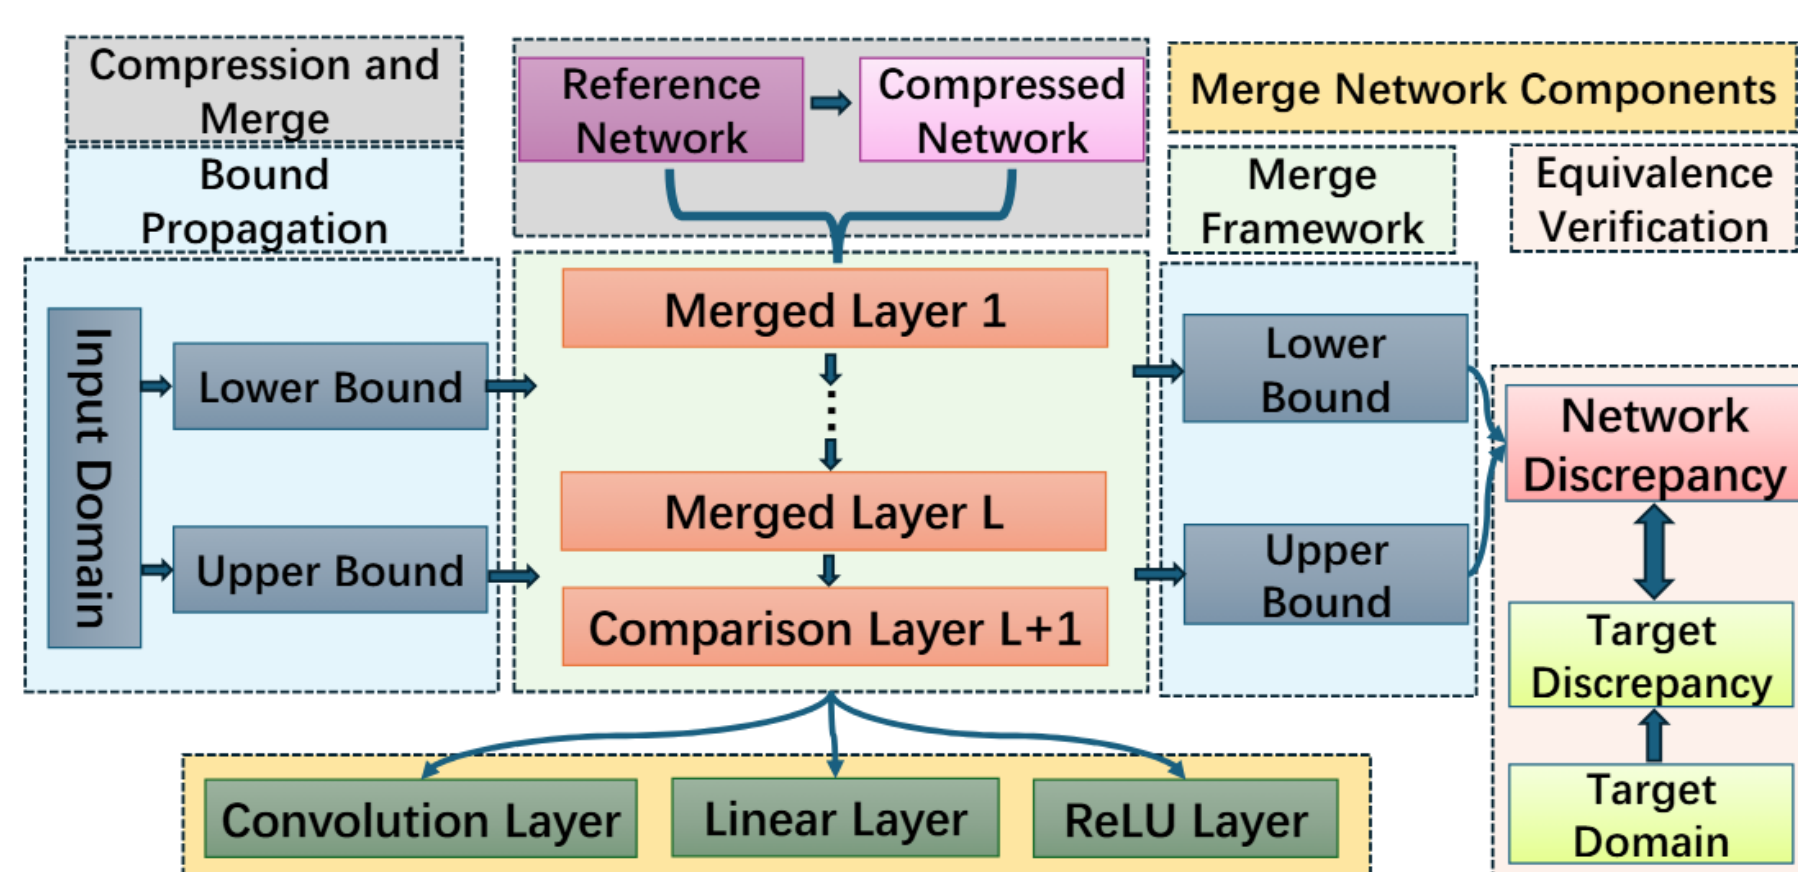 Compression and
Merge
Bound
Propagation
Reference
Network
Compressed
Network
Merge Network Components
Merge
Framework
Equivalence
Verification
Input Domain
Lower Bound
Upper Bound
Merged Layer 1
Merged Layer L
Comparison Layer L+1
Lower
Bound
Upper
Bound
Network
Discrepancy
Target
Discrepancy
Target
Domain
Convolution Layer
Linear Layer
ReLU Layer